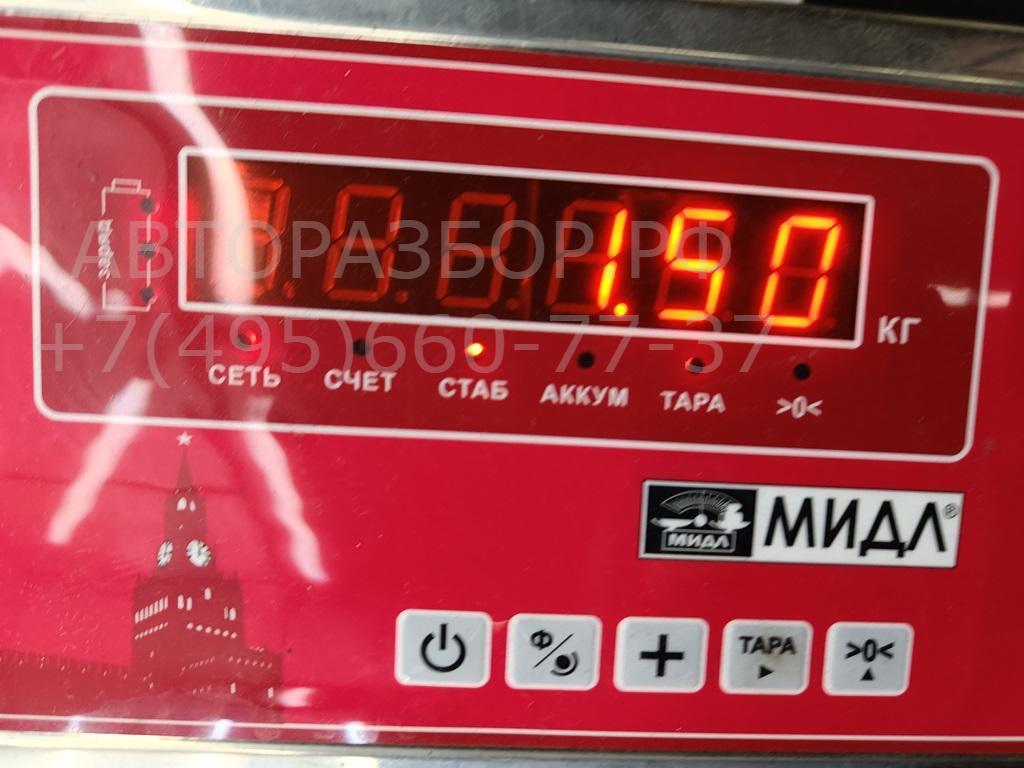 заряд
1.50
КГ
АВТОРАЗБОР.РФ
+7(495)660-77-37
СЕТЬ СЧЕТ СТАБ АККУМ ТАРА >0<
МИДЛ МИДЛ®
Ф + ТАРА >0<